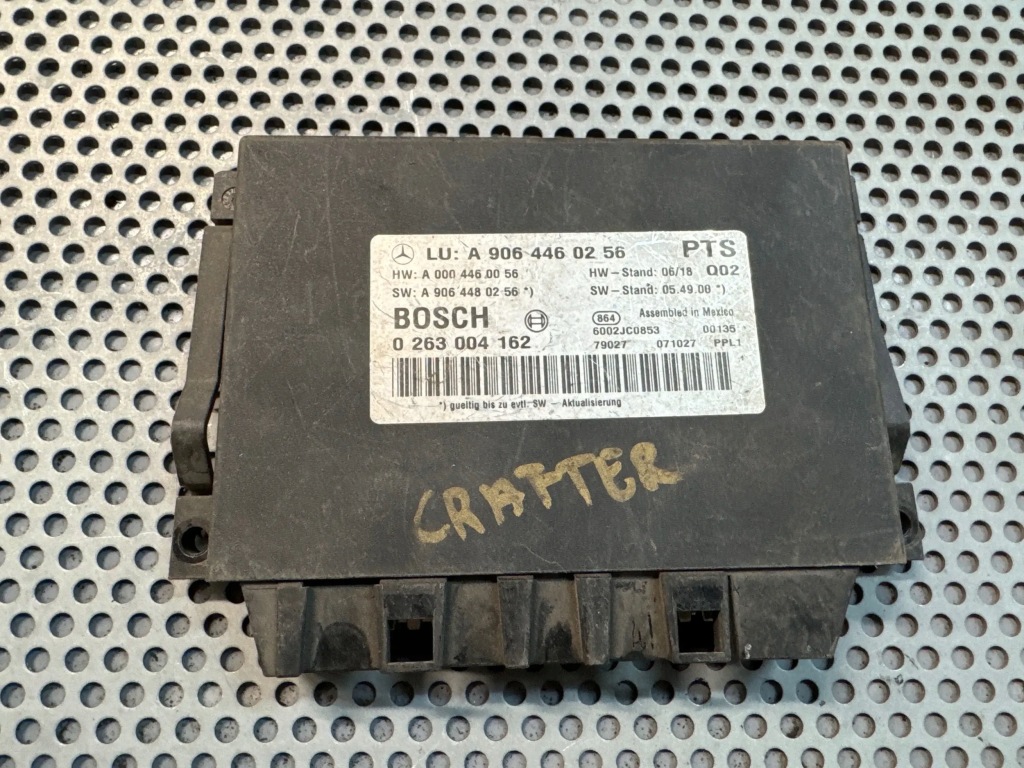 LU: A 906 446 02 56 PTS
HW: A 000 446 00 56 *) HW-Stand: 06/18 Q02
SW: A 906 448 02 56 *) SW-Stand: 05.49.00 *)
BOSCH 864 Assembled in Mexico
6002JC0853 00135
0 263 004 162 79027 071027 PPL1
*) gueltig bis zu evtl. SW - Aktualisierung
CRAFTER